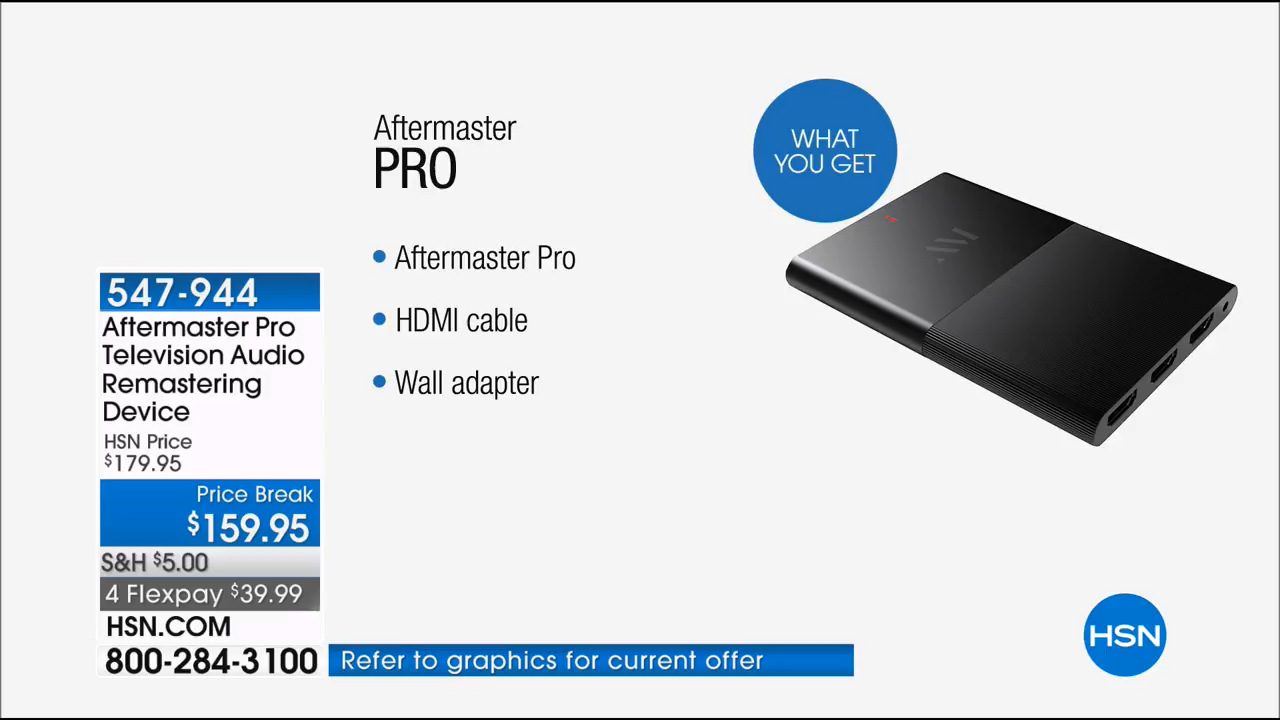 Aftermaster
PRO
WHAT
YOU GET
• Aftermaster Pro
• HDMI cable
• Wall adapter
547-944
Aftermaster Pro
Television Audio
Remastering
Device
HSN Price
$179.95
Price Break
$159.95
S&H $5.00
4 Flexpay $39.99
HSN.COM
800-284-3100
Refer to graphics for current offer
HSN